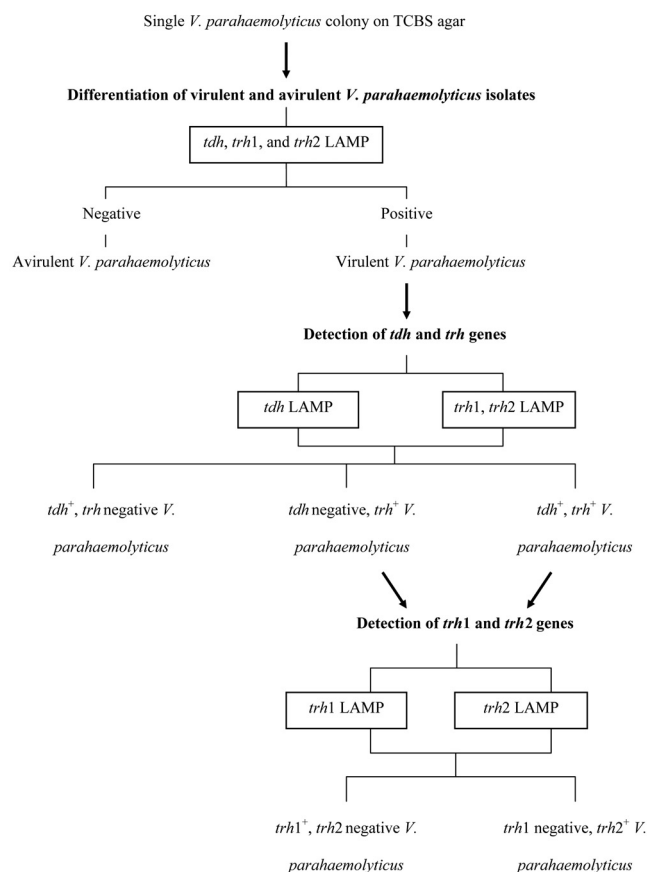 Single V. parahaemolyticus colony on TCBS agar
Differentiation of virulent and avirulent V. parahaemolyticus isolates
tdh, trh1, and trh2 LAMP
Negative
Positive
Avirulent V. parahaemolyticus
Virulent V. parahaemolyticus
Detection of tdh and trh genes
tdh LAMP
trh1, trh2 LAMP
tdh⁺, trh negative V.
parahaemolyticus
tdh negative, trh⁺ V.
parahaemolyticus
tdh⁺, trh⁺ V.
parahaemolyticus
Detection of trh1 and trh2 genes
trh1 LAMP
trh2 LAMP
trh1⁺, trh2 negative V.
parahaemolyticus
trh1 negative, trh2⁺ V.
parahaemolyticus